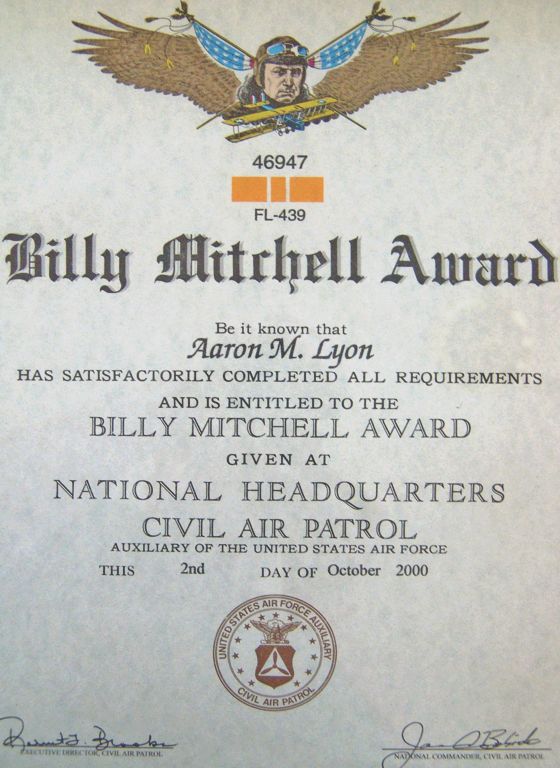 46947
FL-439
Billy Mitchell Award
Be it known that
Aaron M. Lyon
HAS SATISFACTORILY COMPLETED ALL REQUIREMENTS
AND IS ENTITLED TO THE
BILLY MITCHELL AWARD
GIVEN AT
NATIONAL HEADQUARTERS
CIVIL AIR PATROL
AUXILIARY OF THE UNITED STATES AIR FORCE
THIS 2nd DAY OF October 2000
UNITED STATES AIR FORCE AUXILIARY
CIVIL AIR PATROL
EXECUTIVE DIRECTOR, CIVIL AIR PATROL
NATIONAL COMMANDER, CIVIL AIR PATROL